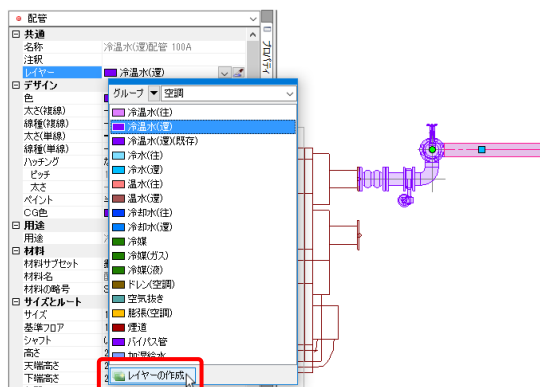 配管
共通
名称 冷温水(還)配管 100A
注釈
レイヤー 冷温水(還)
プロパティ
デザイン
グループ 空調
色
冷温水(往)
太さ(複線)
冷温水(還)
線種(複線)
冷温水(還)(既存)
太さ(単線)
冷水(往)
線種(単線)
冷水(還)
ハッチング
温水(往)
ピッチ
温水(還)
太さ
冷却水(往)
ペイント
冷却水(還)
CG色
冷媒
用途
冷媒(ガス)
用途
冷媒(液)
材料
ドレン(空調)
材料サブセット
空気抜き
材料名
膨張(空調)
材料の略号
煙道
サイズとルート
バイパス管
サイズ
加湿給水
基準フロア
シャフト
高さ
レイヤーの作成
天端高さ
下端高さ